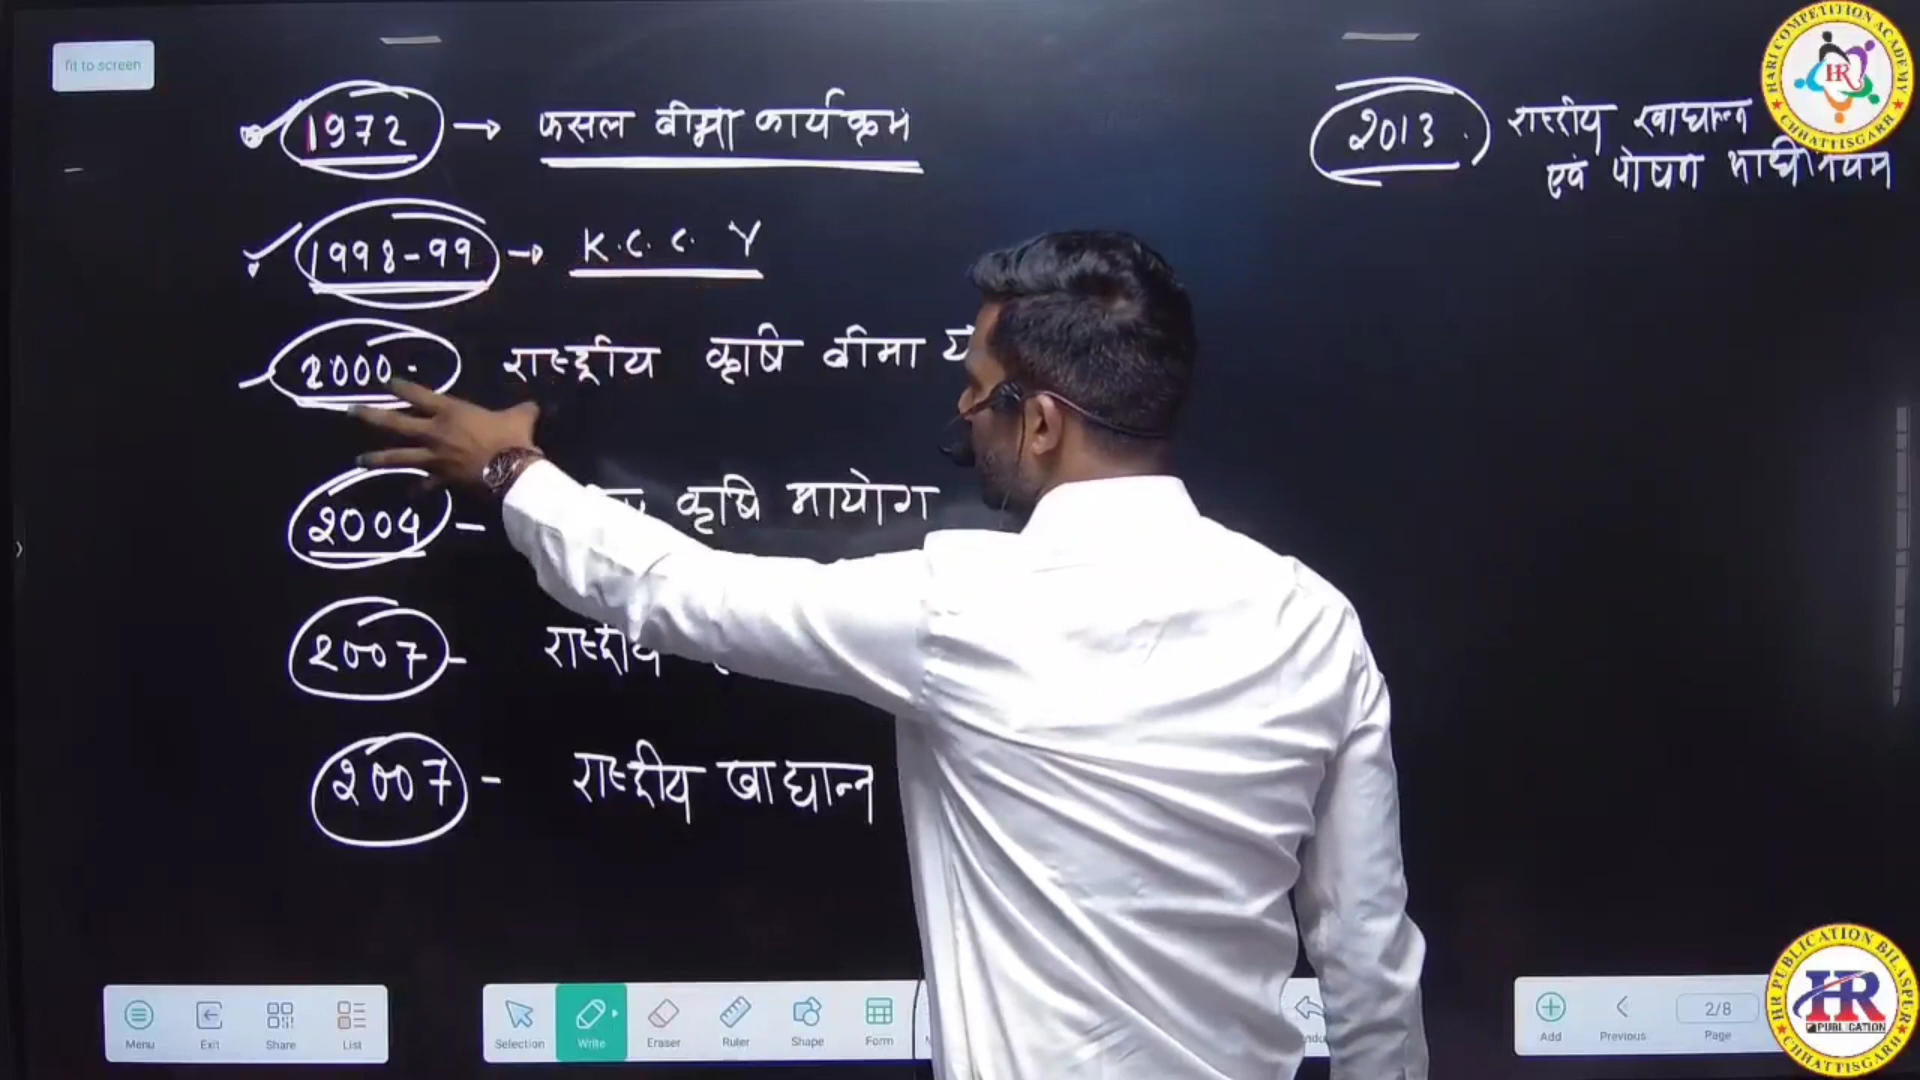 fit to screen
1972 → फसल बीमा कार्यक्रम
1998-99 → K.C.C. Y
2000 राष्ट्रीय कृषि बीमा
2004 - कृषि आयोग
2007 - राष्ट्रीय
2007 - राष्ट्रीय खाद्यान्न
2013 राष्ट्रीय खाद्यान्न
एवं पोषण
HARI COMPETITION ACADEMY
HR
CHHATTISGARH
Menu Exit Share List
Selection Write Eraser Ruler Shape Form
Add Previous 2/8 Page
HR PUBLICATION BILASPUR
HR
PUBLICATION
CHHATTISGARH